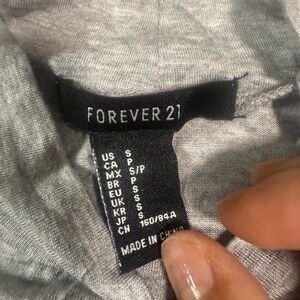 FOREVER 21
US S
CA P
MX S/P
BR P
EU S
UK S
KR S
JP S
CN 160/84A
MADE IN CHINA